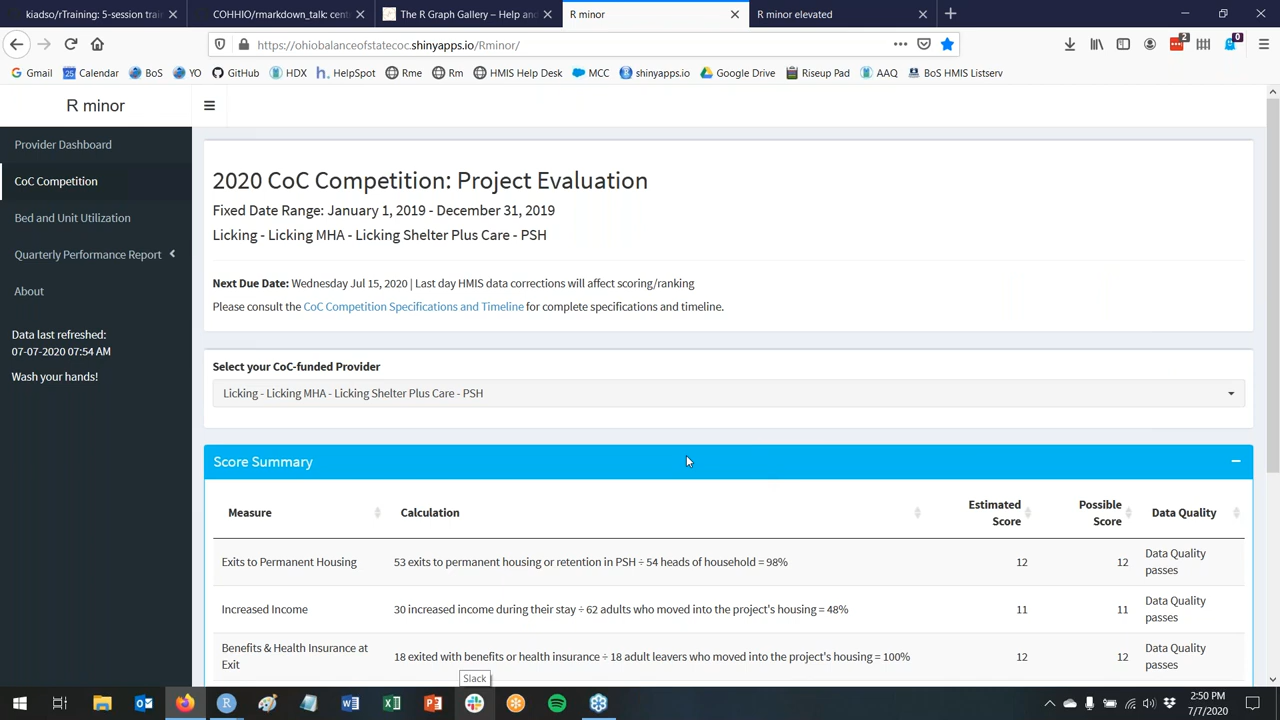 kiadso/rTraining: 5-session trai
COHHIO/rmarkdown_talk: cent
The R Graph Gallery – Help and
R minor
R minor elevated
https://ohiobalanceofstatecoc.shinyapps.io/Rminor/
2
0
Gmail
Calendar
BoS
YO
GitHub
HDX
HelpSpot
Rme
Rm
HMIS Help Desk
MCC
shinyapps.io
Google Drive
Riseup Pad
AAQ
BoS HMIS Listserv
R minor
Provider Dashboard
CoC Competition
Bed and Unit Utilization
Quarterly Performance Report
About
Data last refreshed:
07-07-2020 07:54 AM
Wash your hands!
2020 CoC Competition: Project Evaluation
Fixed Date Range: January 1, 2019 - December 31, 2019
Licking - Licking MHA - Licking Shelter Plus Care - PSH
Next Due Date: Wednesday Jul 15, 2020 | Last day HMIS data corrections will affect scoring/ranking
Please consult the CoC Competition Specifications and Timeline for complete specifications and timeline.
Select your CoC-funded Provider
Licking - Licking MHA - Licking Shelter Plus Care - PSH
Score Summary
Measure
Calculation
Estimated
Score
Possible
Score
Data Quality
Exits to Permanent Housing
53 exits to permanent housing or retention in PSH ÷ 54 heads of household = 98%
12
12
Data Quality
passes
Increased Income
30 increased income during their stay ÷ 62 adults who moved into the project's housing = 48%
11
11
Data Quality
passes
Benefits & Health Insurance at
Exit
18 exited with benefits or health insurance ÷ 18 adult leavers who moved into the project's housing = 100%
12
12
Data Quality
passes
Slack
2:50 PM
7/7/2020